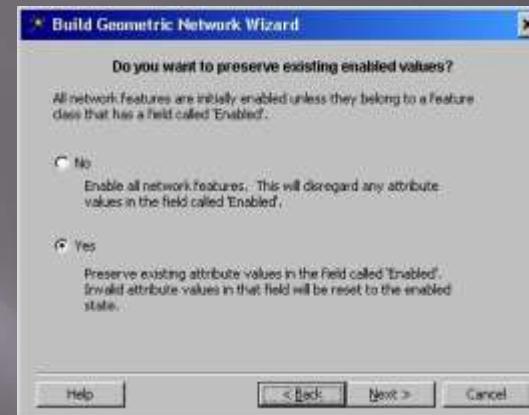 Build Geometric Network Wizard
Do you want to preserve existing enabled values?
All network features are initially enabled unless they belong to a feature
class that has a field called 'Enabled'.
No
Enable all network features. This will disregard any attribute
values in the field called 'Enabled'.
Yes
Preserve existing attribute values in the field called 'Enabled'.
Invalid attribute values in that field will be reset to the enabled
state.
Help
< Back
Next >
Cancel